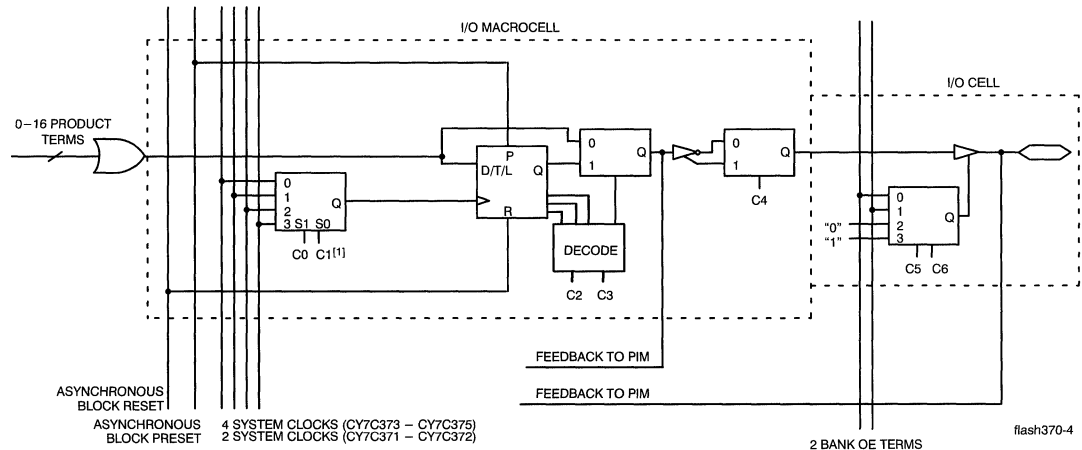 I/O MACROCELL
I/O CELL
0–16 PRODUCT
TERMS
P
D/T/L Q
R
0
1
Q
0
1
Q
C4
0
1
2
3 S1 S0
Q
C0 C1[1]
DECODE
C2 C3
0
1
2
3
Q
"0"
"1"
C5 C6
FEEDBACK TO PIM
FEEDBACK TO PIM
ASYNCHRONOUS
BLOCK RESET
ASYNCHRONOUS
BLOCK PRESET
4 SYSTEM CLOCKS (CY7C373 – CY7C375)
2 SYSTEM CLOCKS (CY7C371 – CY7C372)
2 BANK OE TERMS
flash370-4